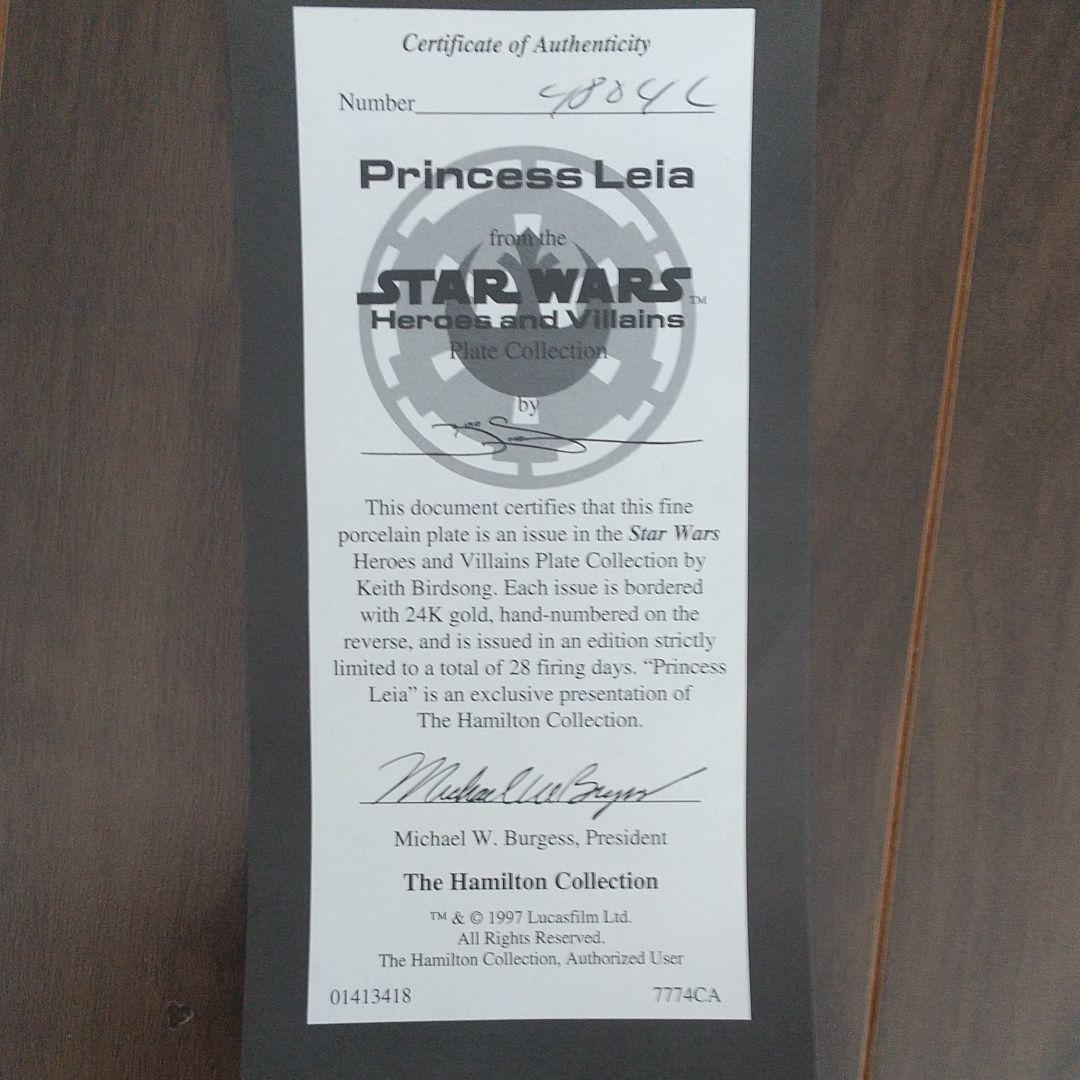 Certificate of Authenticity
Number 4804C
Princess Leia
from the
STAR WARS™
Heroes and Villains
Plate Collection
by
This document certifies that this fine
porcelain plate is an issue in the Star Wars
Heroes and Villains Plate Collection by
Keith Birdsong. Each issue is bordered
with 24K gold, hand-numbered on the
reverse, and is issued in an edition strictly
limited to a total of 28 firing days. “Princess
Leia” is an exclusive presentation of
The Hamilton Collection.
Michael W. Burgess, President
The Hamilton Collection
™ & © 1997 Lucasfilm Ltd.
All Rights Reserved.
The Hamilton Collection, Authorized User
01413418 7774CA